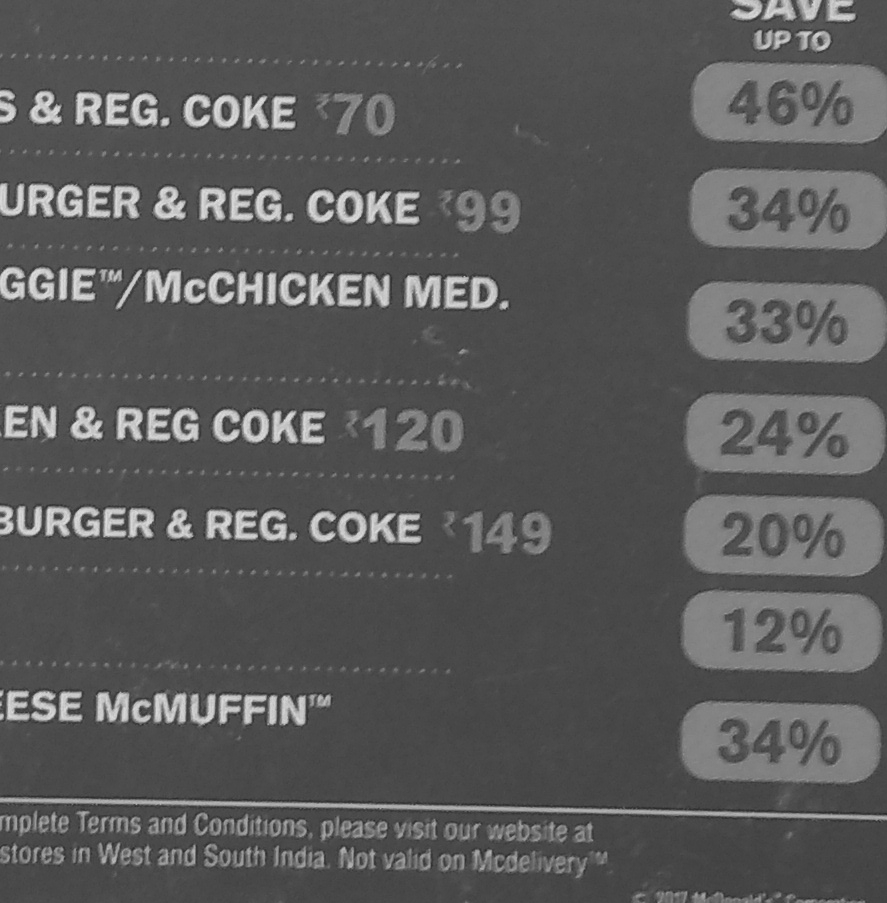 SAVE
UP TO
S & REG. COKE ₹70 46%
URGER & REG. COKE ₹99 34%
GGIE™/McCHICKEN MED.
33%
EN & REG COKE ₹120 24%
BURGER & REG. COKE ₹149 20%
12%
EESE McMUFFIN™
34%
mplete Terms and Conditions, please visit our website at
stores in West and South India. Not valid on Mcdelivery™
© 2017 McDonald's